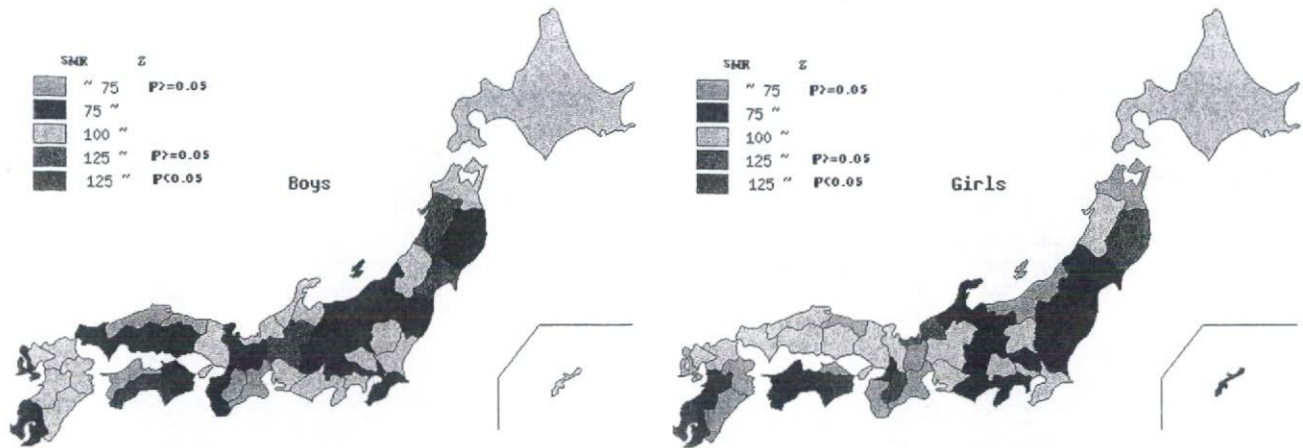 SMR Z
~ 75 P>=0.05
75 ~
100 ~
125 ~ P>=0.05
125 ~ P<0.05
Boys
SMR Z
~ 75 P>=0.05
75 ~
100 ~
125 ~ P>=0.05
125 ~ P<0.05
Girls